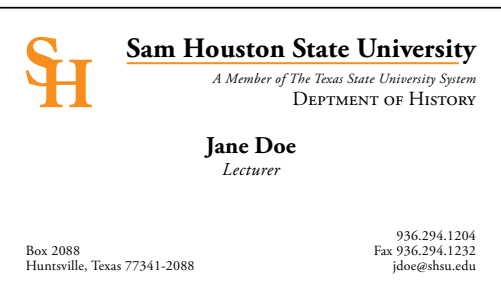 SH
Sam Houston State University
A Member of The Texas State University System
Deptment of History
Jane Doe
Lecturer
Box 2088
Huntsville, Texas 77341-2088
936.294.1204
Fax 936.294.1232
jdoe@shsu.edu